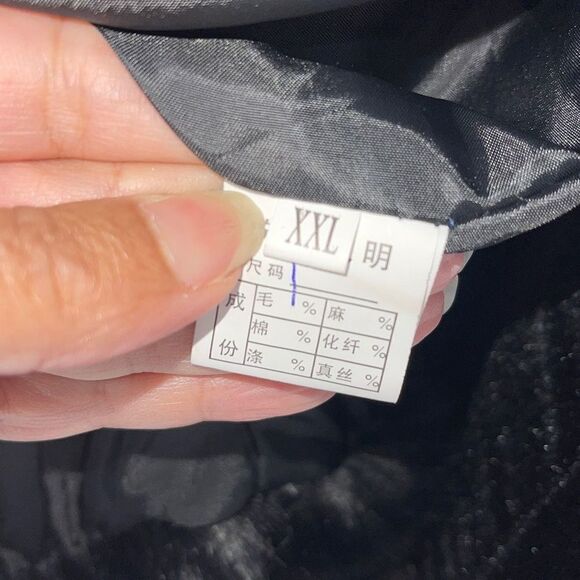 XXL 明
尺码
成 毛 % 麻 %
棉 % 化纤 %
份 涤 % 真丝 %